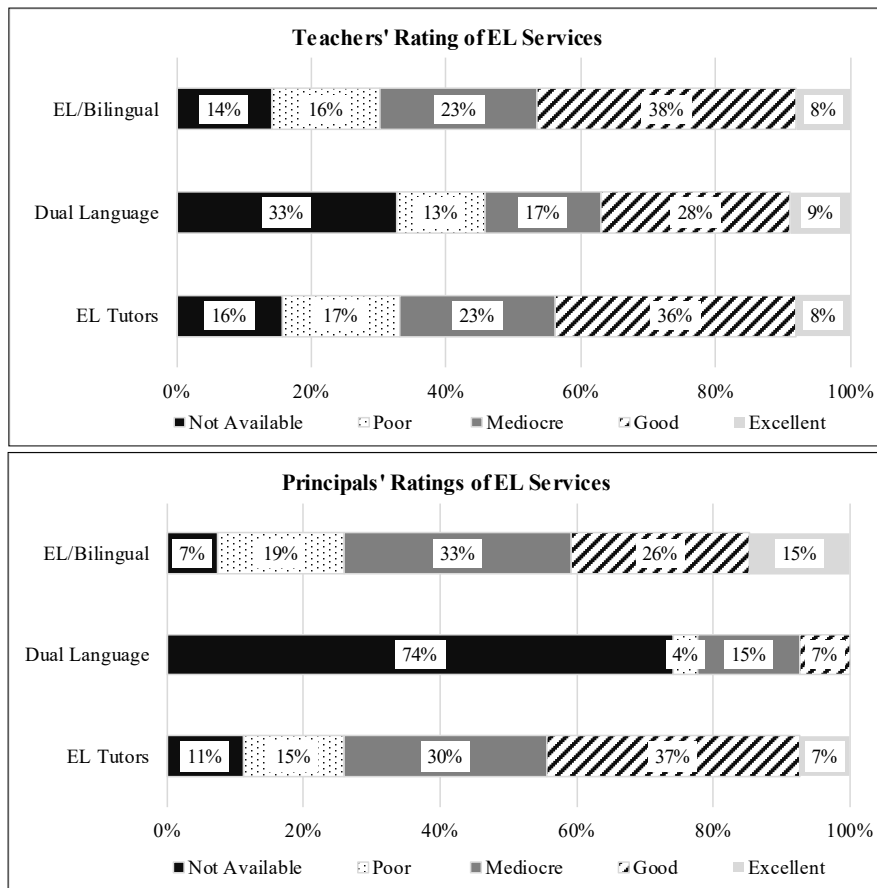 Teachers' Rating of EL Services
EL/Bilingual 14% 16% 23% 38% 8%
Dual Language 33% 13% 17% 28% 9%
EL Tutors 16% 17% 23% 36% 8%
0% 20% 40% 60% 80% 100%
Not Available Poor Mediocre Good Excellent
Principals' Ratings of EL Services
EL/Bilingual 7% 19% 33% 26% 15%
Dual Language 74% 4% 15% 7%
EL Tutors 11% 15% 30% 37% 7%
0% 20% 40% 60% 80% 100%
Not Available Poor Mediocre Good Excellent